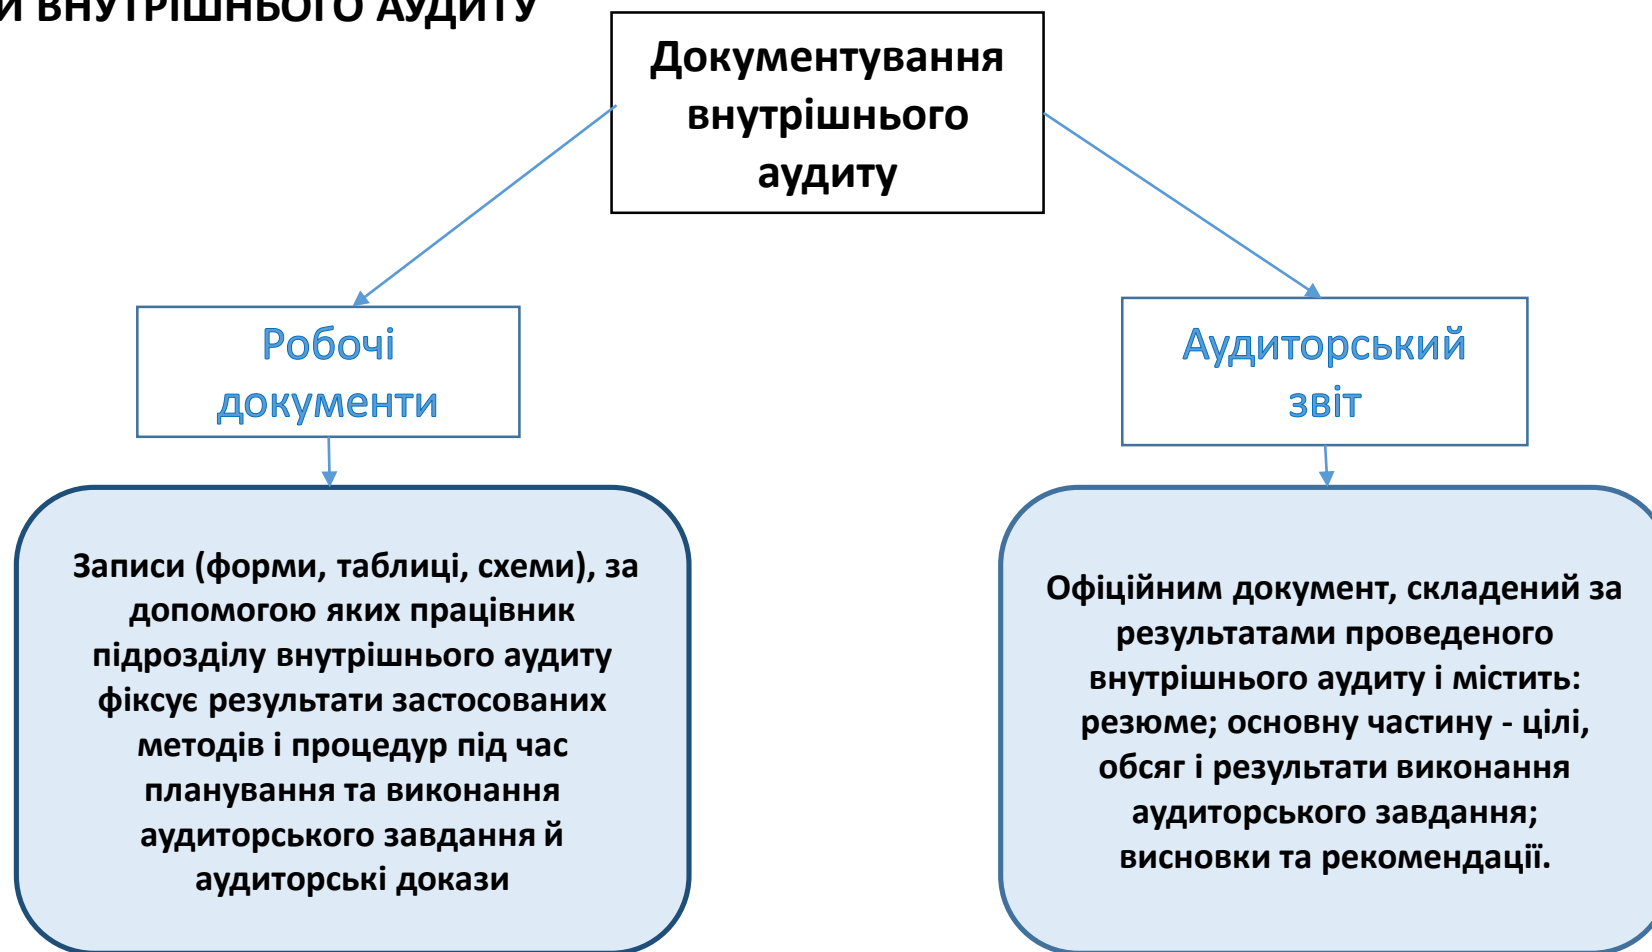 И ВНУТРІШНЬОГО АУДИТУ
Документування
внутрішнього
аудиту
Робочі
документи
Аудиторський
звіт
Записи (форми, таблиці, схеми), за
допомогою яких працівник
підрозділу внутрішнього аудиту
фіксує результати застосованих
методів і процедур під час
планування та виконання
аудиторського завдання й
аудиторські докази
Офіційним документ, складений за
результатами проведеного
внутрішнього аудиту і містить:
резюме; основну частину - цілі,
обсяг і результати виконання
аудиторського завдання;
висновки та рекомендації.